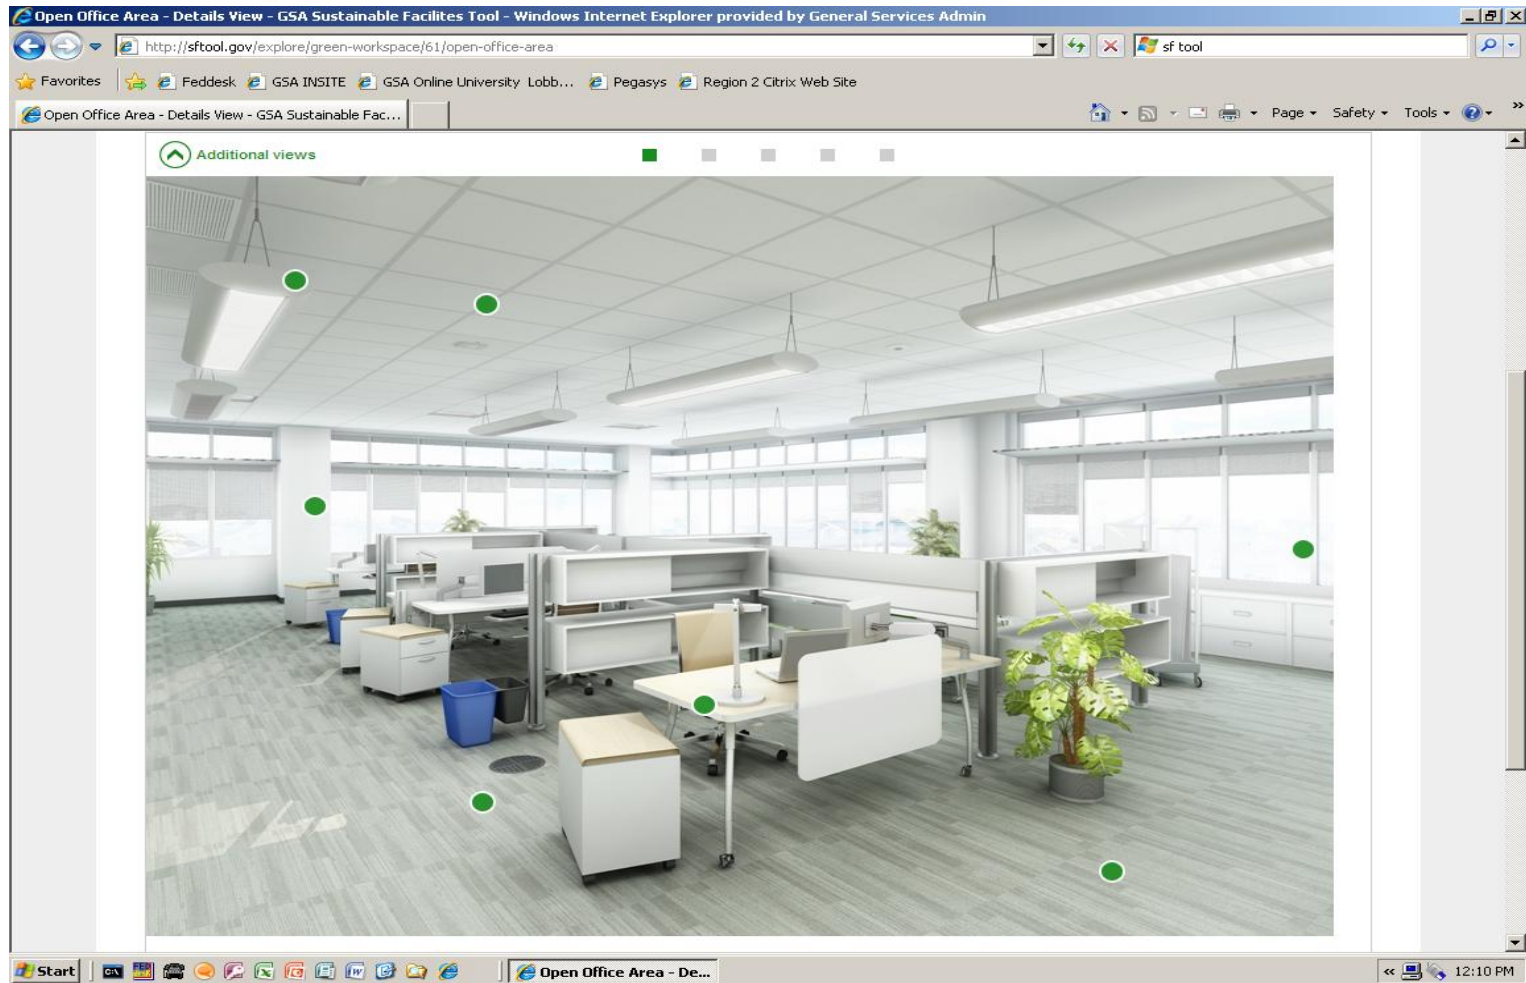 Open Office Area - Details View - GSA Sustainable Facilites Tool - Windows Internet Explorer provided by General Services Admin
http://sftool.gov/explore/green-workspace/61/open-office-area
sf tool
Favorites Feddesk GSA INSITE GSA Online University Lobb... Pegasys Region 2 Citrix Web Site
Open Office Area - Details View - GSA Sustainable Fac... Page Safety Tools
Additional views
Start Open Office Area - De... 12:10 PM